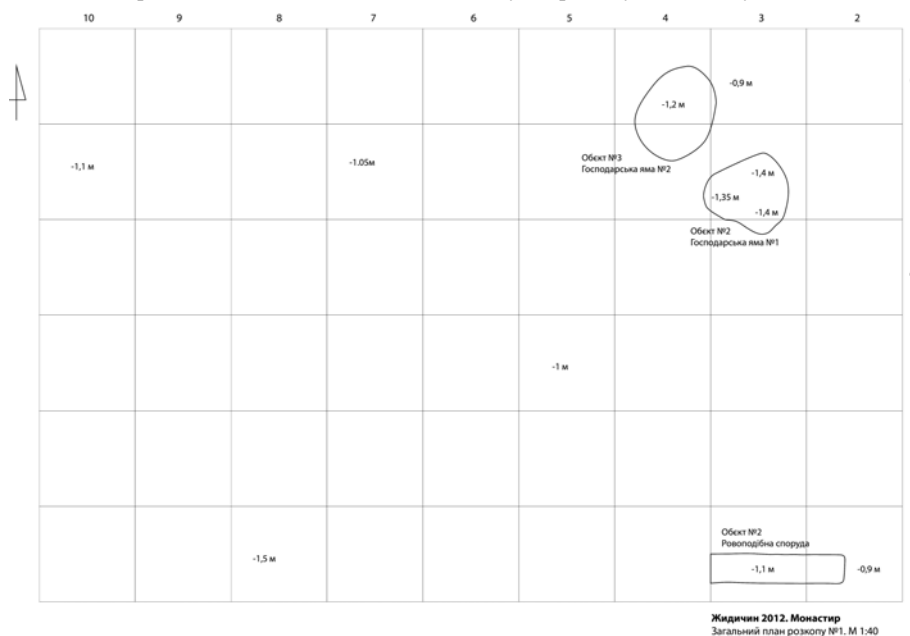 10 9 8 7 6 5 4 3 2
-0,9 м
-1,2 м
-1,1 м
-1.05м
Обєкт №3
Господарська яма №2
-1,4 м
-1,35 м
-1,4 м
Обєкт №2
Господарська яма №1
-1 м
Обєкт №2
Ровоподібна споруда
-1,5 м
-1,1 м
-0,9 м
Жидичин 2012. Монастир
Загальний план розкопу №1. М 1:40